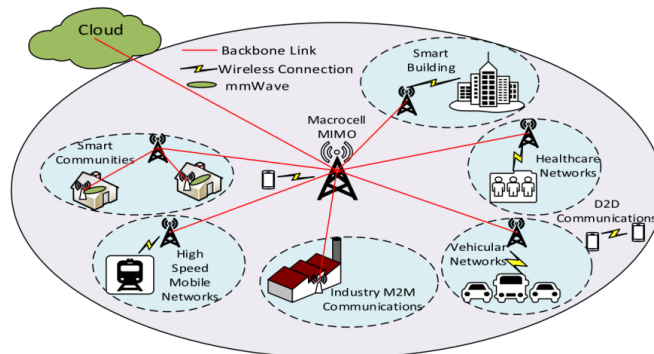 Cloud
Backbone Link
Wireless Connection
mmWave
Smart
Building
Macrocell
MIMO
Smart
Communities
Healthcare
Networks
D2D
Communications
High
Speed
Mobile
Networks
Industry M2M
Communications
Vehicular
Networks